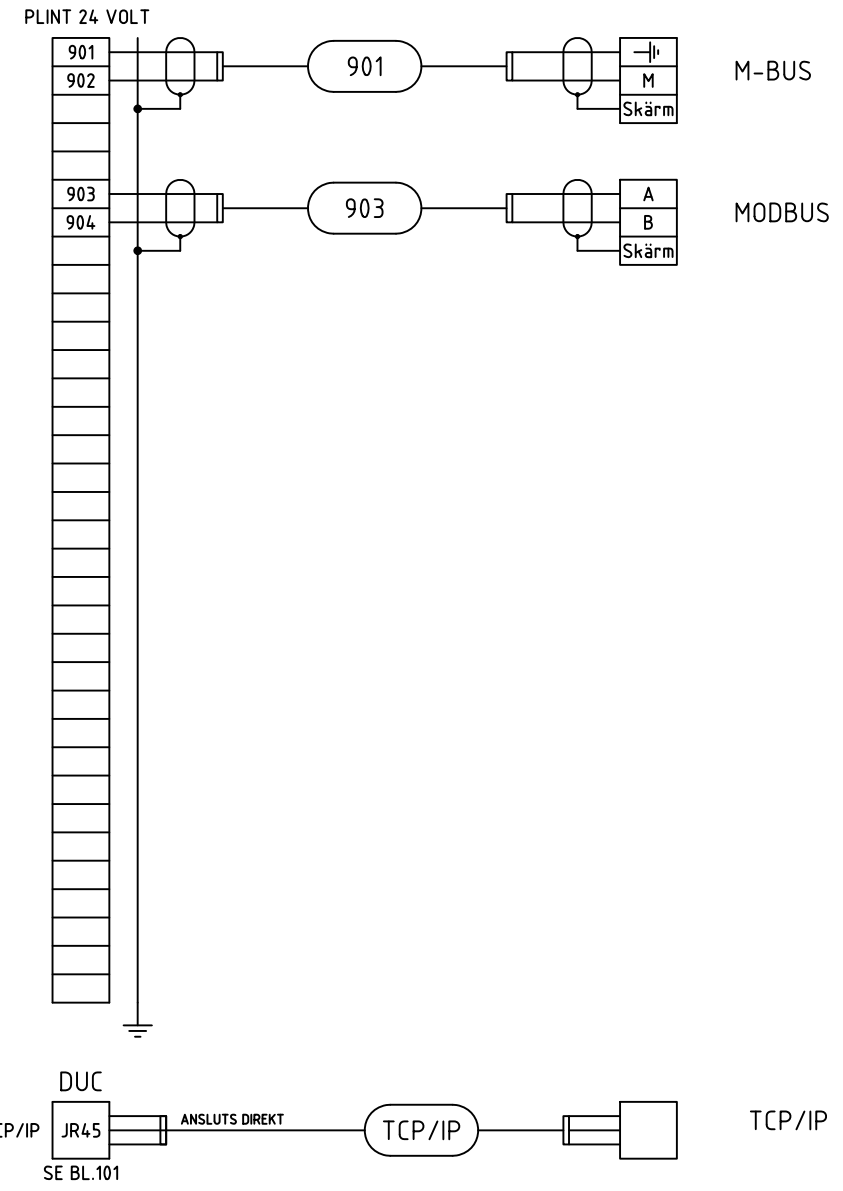 PLINT 24 VOLT
901
902
901
M
Skärm
M-BUS
903
904
903
A
B
Skärm
MODBUS
DUC
JR45
ANSLUTS DIREKT
TCP/IP
TCP/IP
SE BL.101